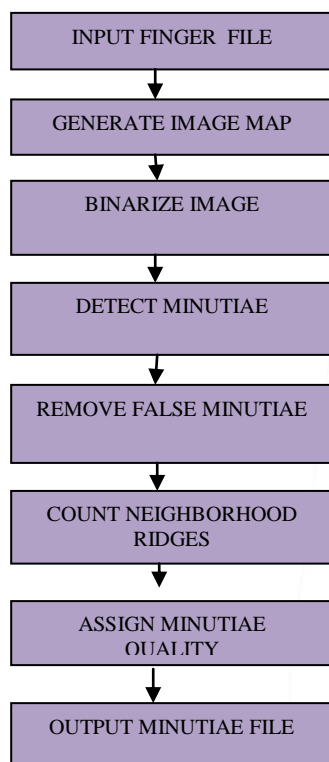 INPUT FINGER FILE
GENERATE IMAGE MAP
BINARIZE IMAGE
DETECT MINUTIAE
REMOVE FALSE MINUTIAE
COUNT NEIGHBORHOOD
RIDGES
ASSIGN MINUTIAE
QUALITY
OUTPUT MINUTIAE FILE